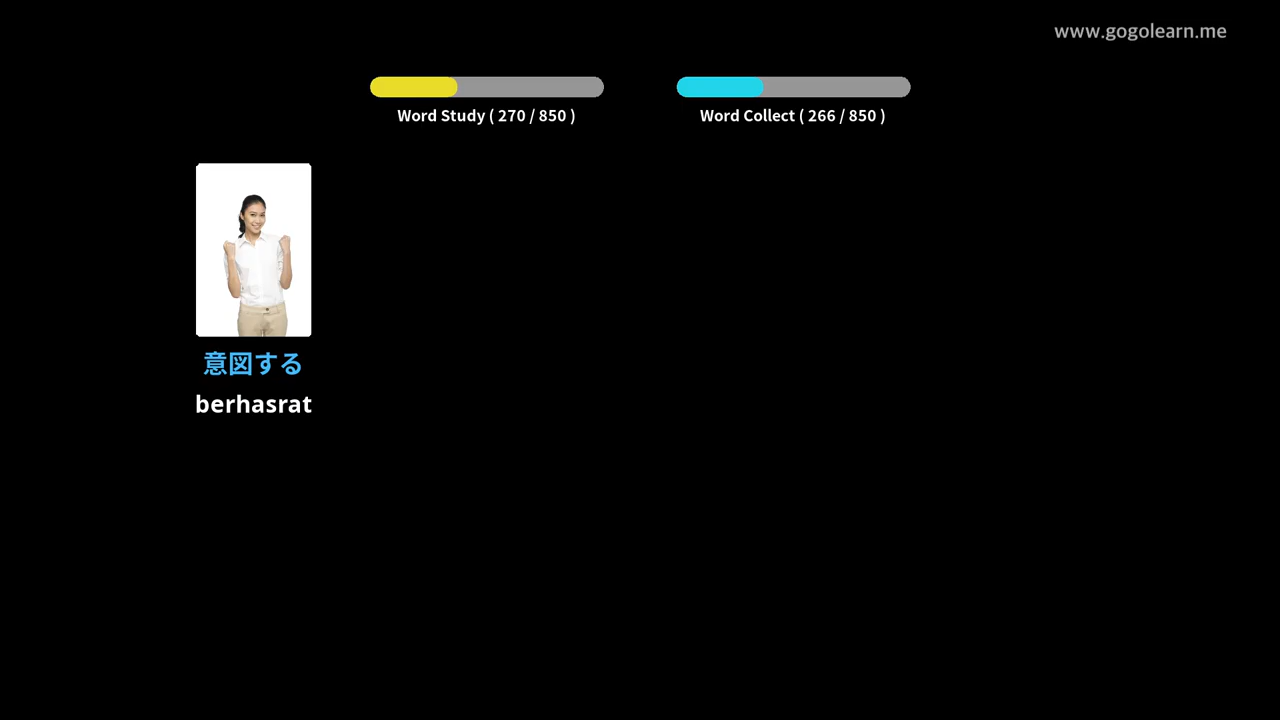 www.gogolearn.me
Word Study ( 270 / 850 )
Word Collect ( 266 / 850 )
意図する
berhasrat